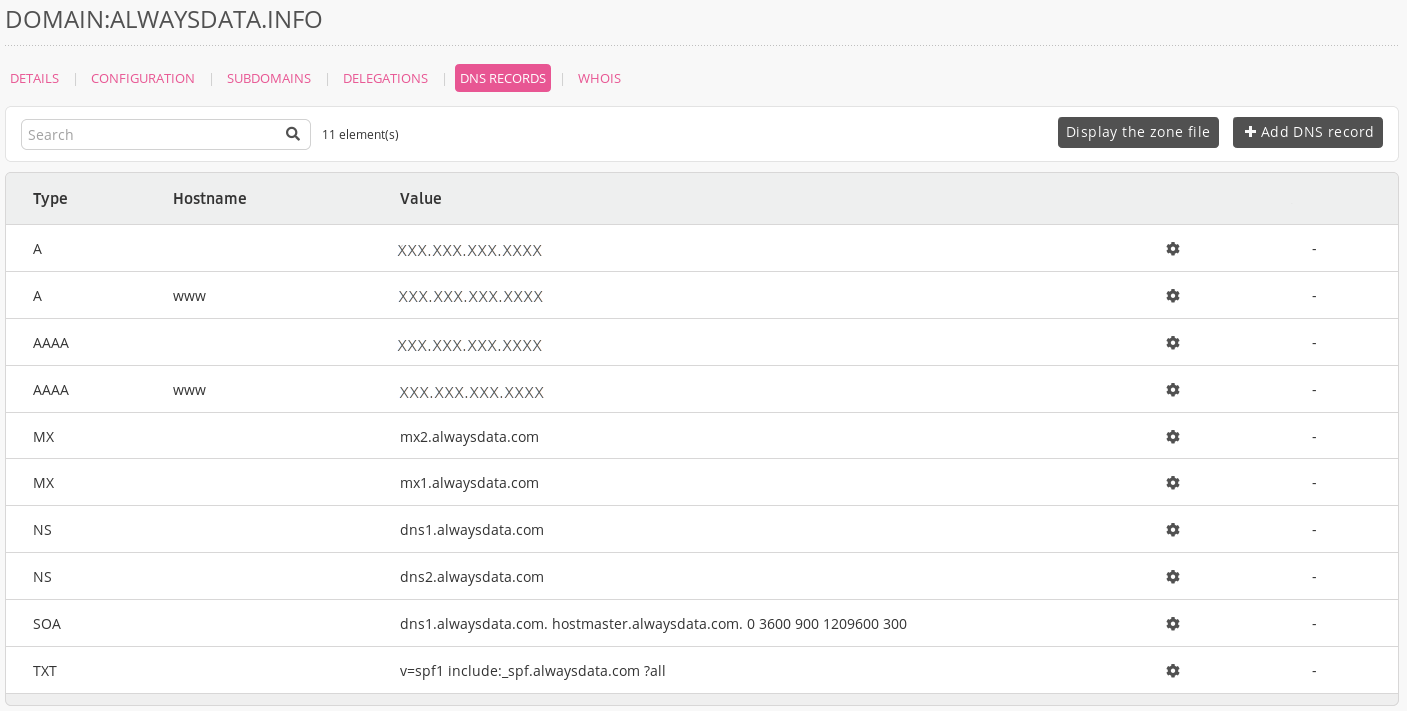 DOMAIN:ALWAYSDATA.INFO
DETAILS | CONFIGURATION | SUBDOMAINS | DELEGATIONS | DNS RECORDS | WHOIS
Search 11 element(s) Display the zone file Add DNS record
Type Hostname Value
A XXX.XXX.XXX.XXXX -
A www XXX.XXX.XXX.XXXX -
AAAA XXX.XXX.XXX.XXXX -
AAAA www XXX.XXX.XXX.XXXX -
MX mx2.alwaysdata.com -
MX mx1.alwaysdata.com -
NS dns1.alwaysdata.com -
NS dns2.alwaysdata.com -
SOA dns1.alwaysdata.com. hostmaster.alwaysdata.com. 0 3600 900 1209600 300 -
TXT v=spf1 include:_spf.alwaysdata.com ?all -